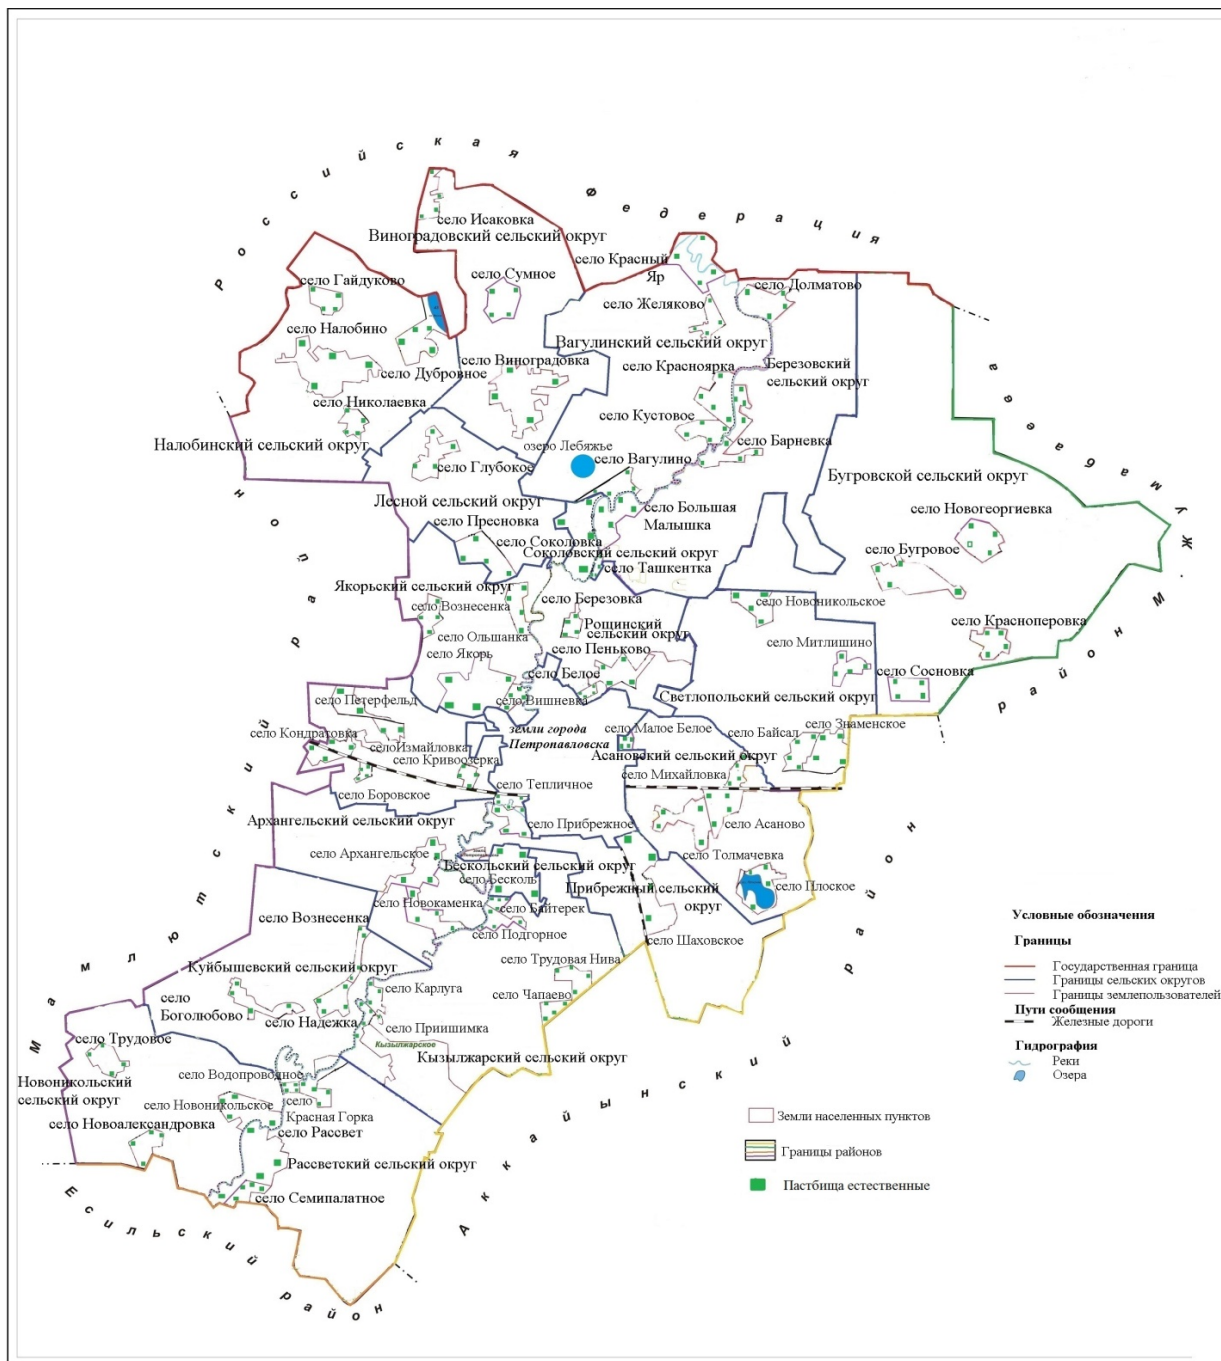 Российская Федерация
село Исаковка
Виноградовский сельский округ
село Красный
Яр
село Гайдуково
село Сумное
село Долматово
село Желяково
село Налобино
Вагулинский сельский округ
село Виноградовка
село Красноярка
Березовский
сельский округ
село Дубровное
село Николаевка
село Кустовое
Налобинский сельский округ
озеро Лебяжье
село Барневка
село Глубокое
село Вагулино
Бугровской сельский округ
Лесной сельский округ
село Большая
Малышка
село Новогеоргиевка
село Пресновка
село Соколовка
Соколовский сельский округ
село Бугровое
село Ташкентка
Якорьский сельский округ
село Вознесенка
село Березовка
село Новоникольское
Рощинский
сельский округ
село Красноперовка
село Ольшанка
село Пеньково
село Митлишино
село Якорь
село Белое
село Сосновка
село Петерфельд
село Вишневка
Светлопольский сельский округ
земли города
Петропавловска
село Малое Белое
село Байсал
село Знаменское
село Кондратовка
селоИзмайловка
село Кривоозерка
Асановский сельский округ
село Михайловка
село Боровское
село Тепличное
Архангельский сельский округ
село Прибрежное
село Асаново
село Архангельское
село Толмачевка
Бескольский сельский округ
село Бесколь
Прибрежный сельский
округ
село Плоское
село Новокаменка
село Байтерек
село Вознесенка
село Подгорное
село Шаховское
Куйбышевский сельский округ
село Трудовая Нива
село Карлуга
село Чапаево
село
Боголюбово
село Надежка
село Приишимка
Кызылжарское
село Трудовое
Кызылжарский сельский округ
Новоникольский
сельский округ
село Водопроводное
село Новоникольское
село
Красная Горка
село Новоалександровка
село Рассвет
Рассветский сельский округ
село Семипалатное
Мамлютский район
Есильский район
Аккайынский район
район М. Жумабаева
Условные обозначения
Границы
Государственная граница
Границы сельских округов
Границы землепользователей
Пути сообщения
Железные дороги
Гидрография
Реки
Озера
Земли населенных пунктов
Границы районов
Пастбища естественные